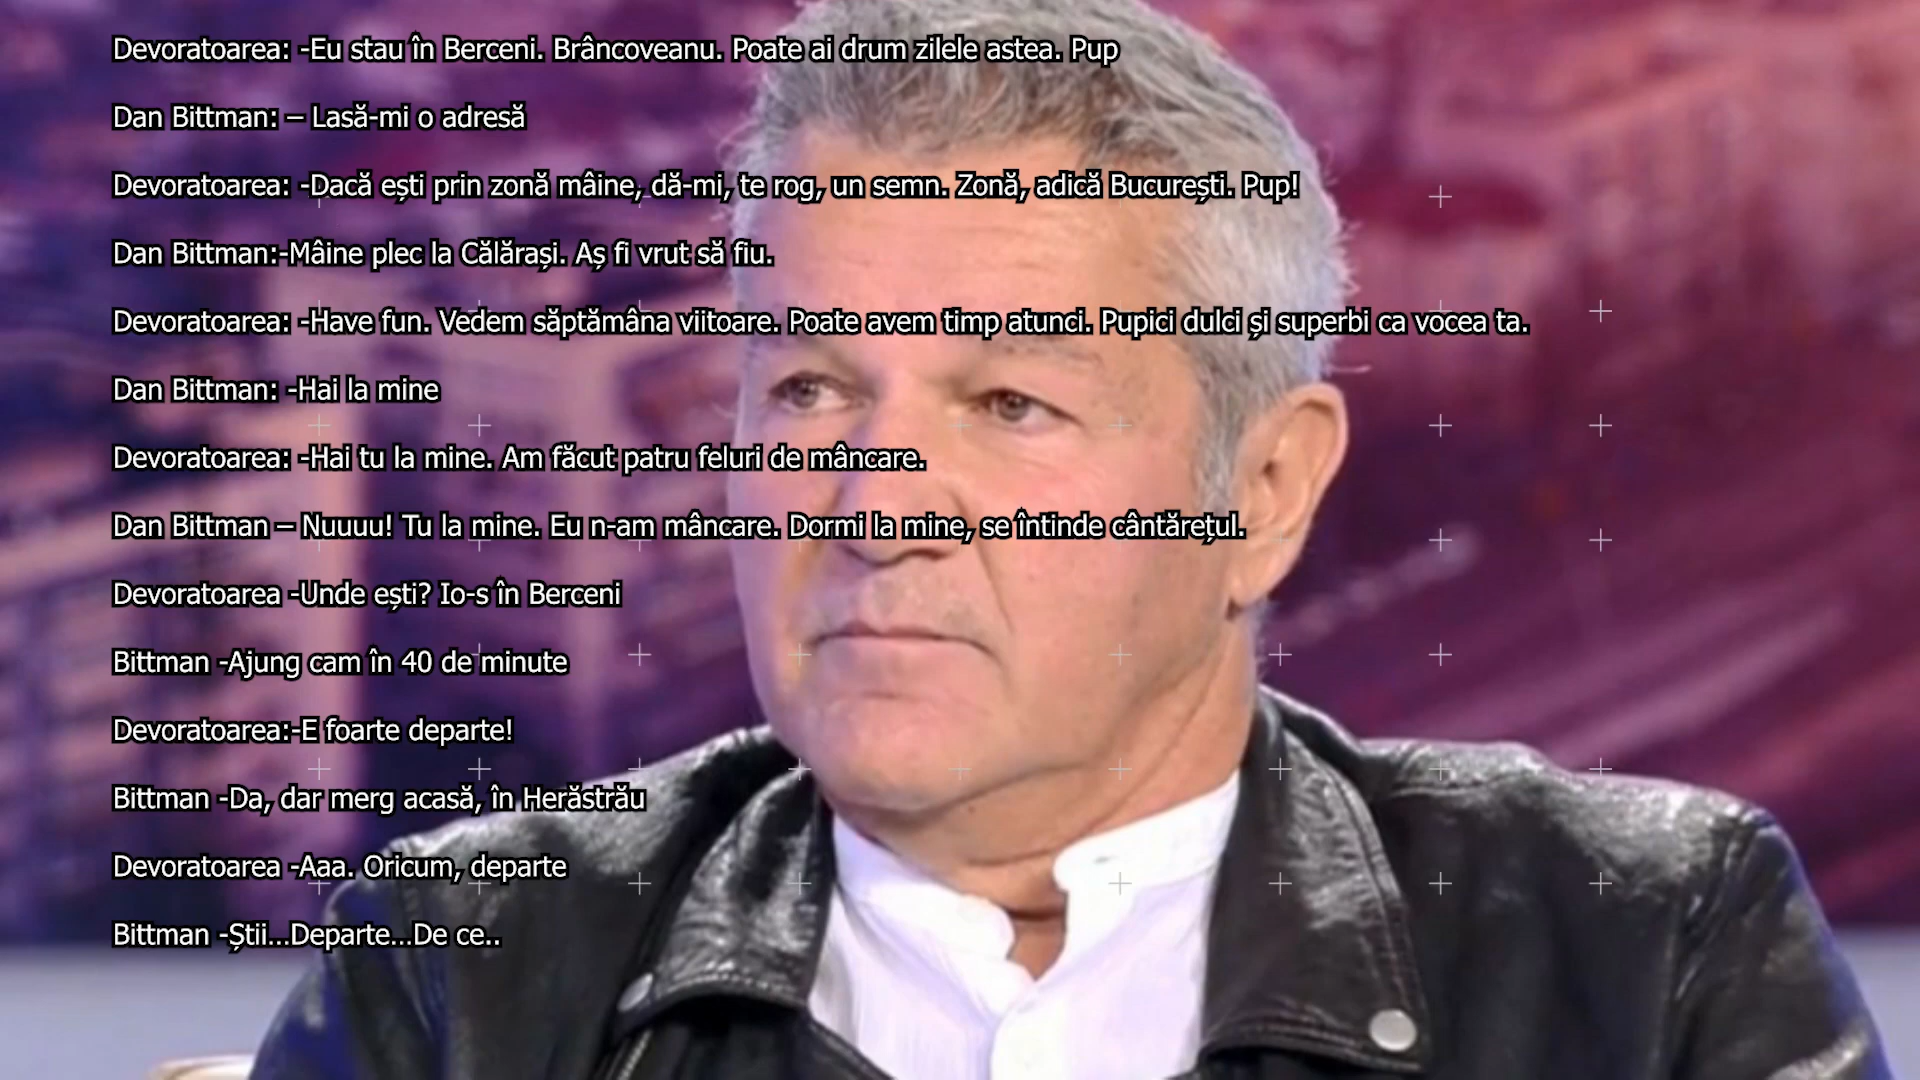 Devoratoarea: -Eu stau în Berceni. Brâncoveanu. Poate ai drum zilele astea. Pup
Dan Bittman: – Lasă-mi o adresă
Devoratoarea: -Dacă ești prin zonă mâine, dă-mi, te rog, un semn. Zonă, adică București. Pup!
Dan Bittman:-Mâine plec la Călărași. Aș fi vrut să fiu.
Devoratoarea: -Have fun. Vedem săptămâna viitoare. Poate avem timp atunci. Pupici dulci și superbi ca vocea ta.
Dan Bittman: -Hai la mine
Devoratoarea: -Hai tu la mine. Am făcut patru feluri de mâncare.
Dan Bittman – Nuuuu! Tu la mine. Eu n-am mâncare. Dormi la mine, se întinde cântărețul.
Devoratoarea -Unde ești? Io-s în Berceni
Bittman -Ajung cam în 40 de minute
Devoratoarea:-E foarte departe!
Bittman -Da, dar merg acasă, în Herăstrău
Devoratoarea -Aaa. Oricum, departe
Bittman -Știi...Departe...De ce..